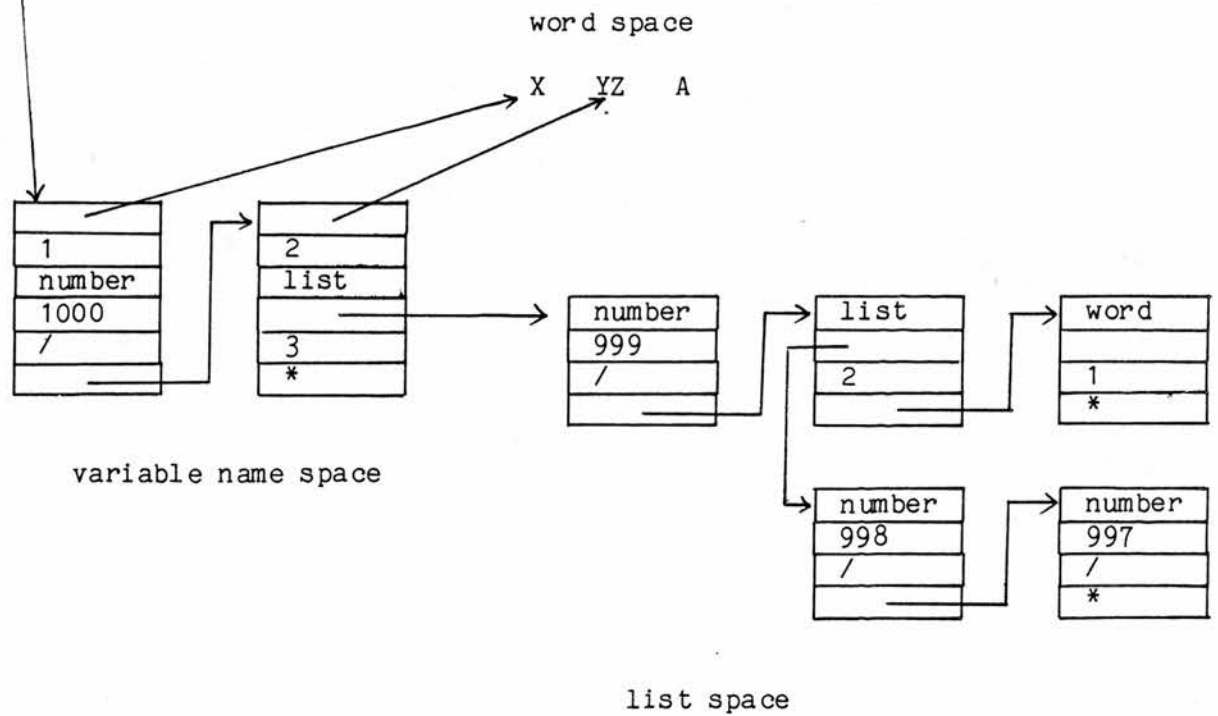 word space
X YZ A
1
number
1000
/
2
list
3
*
number
999
/
list
2
word
1
*
variable name space
number
998
/
number
997
/
*
list space